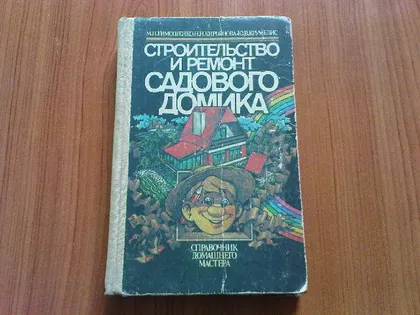 СТРОИТЕЛЬСТВО
И РЕМОНТ
САДОВОГО
ДОМИКА
СПРАВОЧНИК
ДОМАШНЕГО
МАСТЕРА